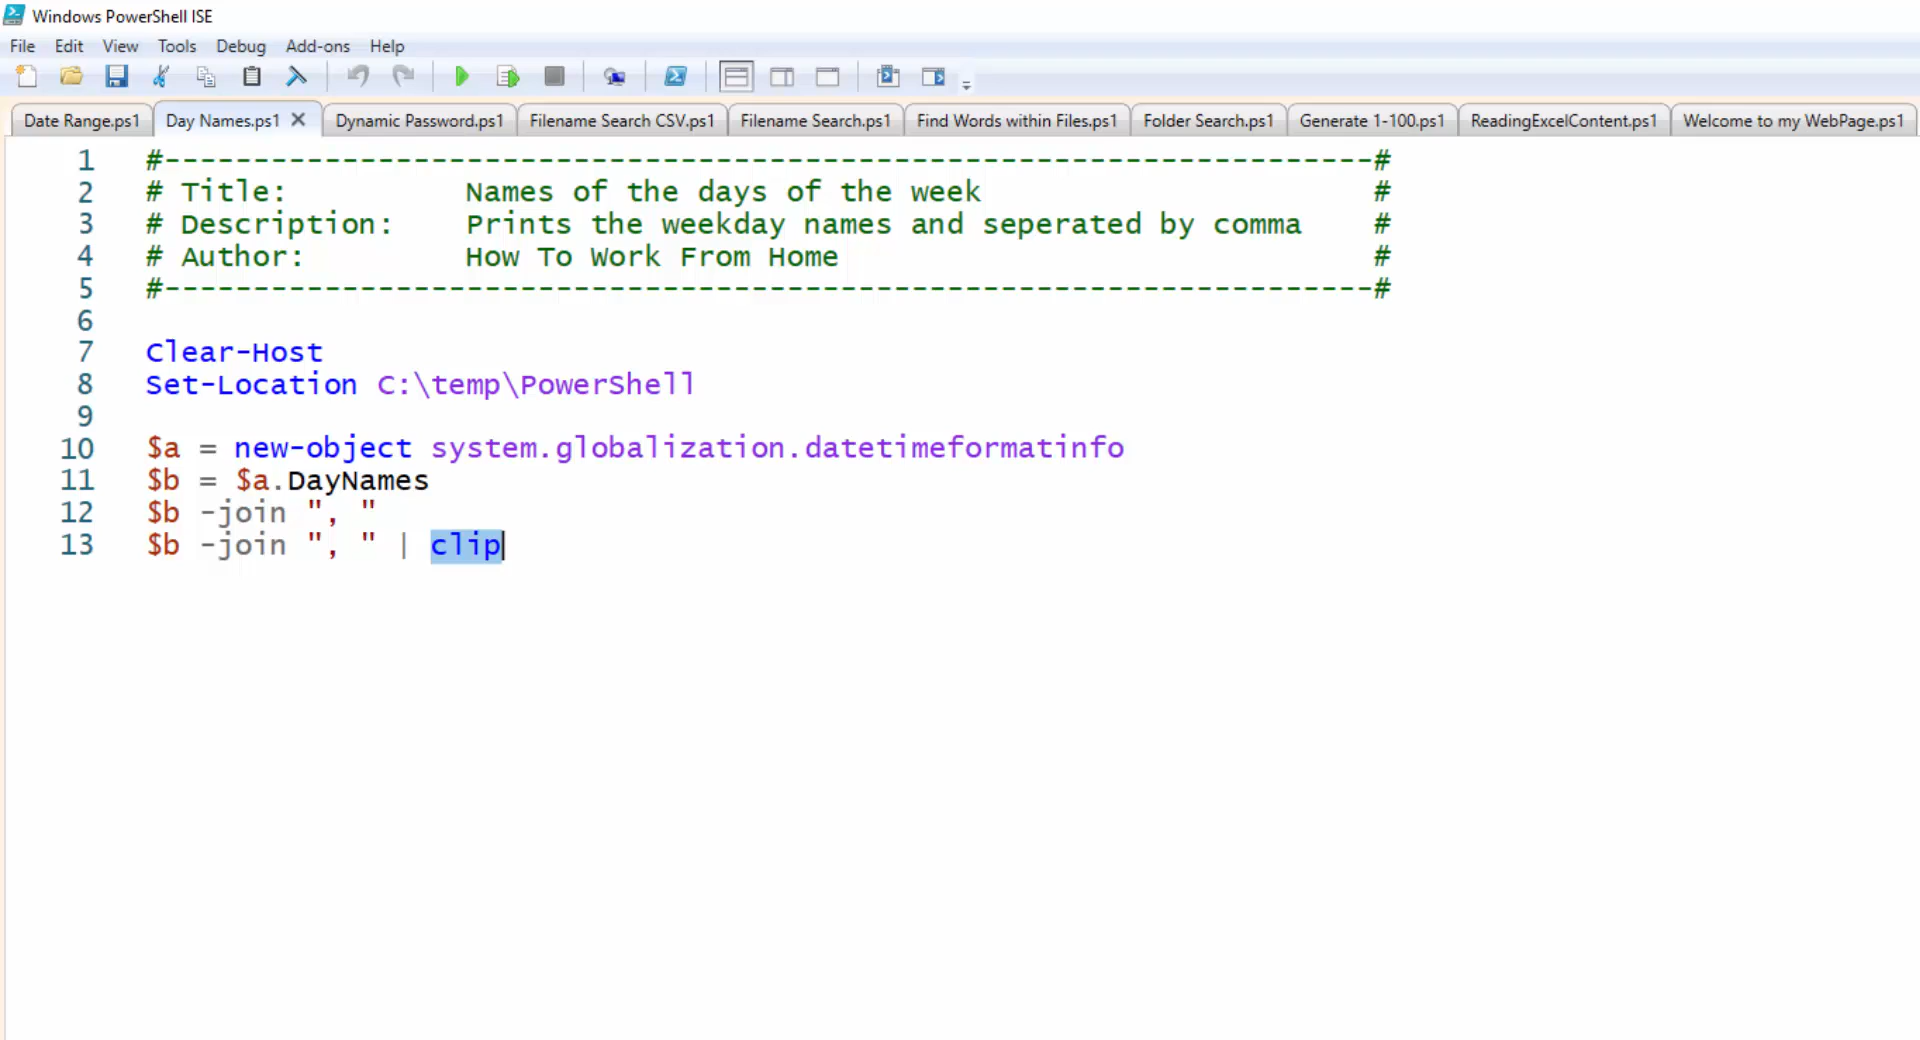 Windows PowerShell ISE
File Edit View Tools Debug Add-ons Help
Date Range.ps1 Day Names.ps1 Dynamic Password.ps1 Filename Search CSV.ps1 Filename Search.ps1 Find Words within Files.ps1 Folder Search.ps1 Generate 1-100.ps1 ReadingExcelContent.ps1 Welcome to my WebPage.ps1
1 #--------------------------------------------------------------------#
2 # Title: Names of the days of the week #
3 # Description: Prints the weekday names and seperated by comma #
4 # Author: How To Work From Home #
5 #--------------------------------------------------------------------#
6
7 Clear-Host
8 Set-Location C:\temp\PowerShell
9
10 $a = new-object system.globalization.datetimeformatinfo
11 $b = $a.DayNames
12 $b -join ", "
13 $b -join ", " | clip